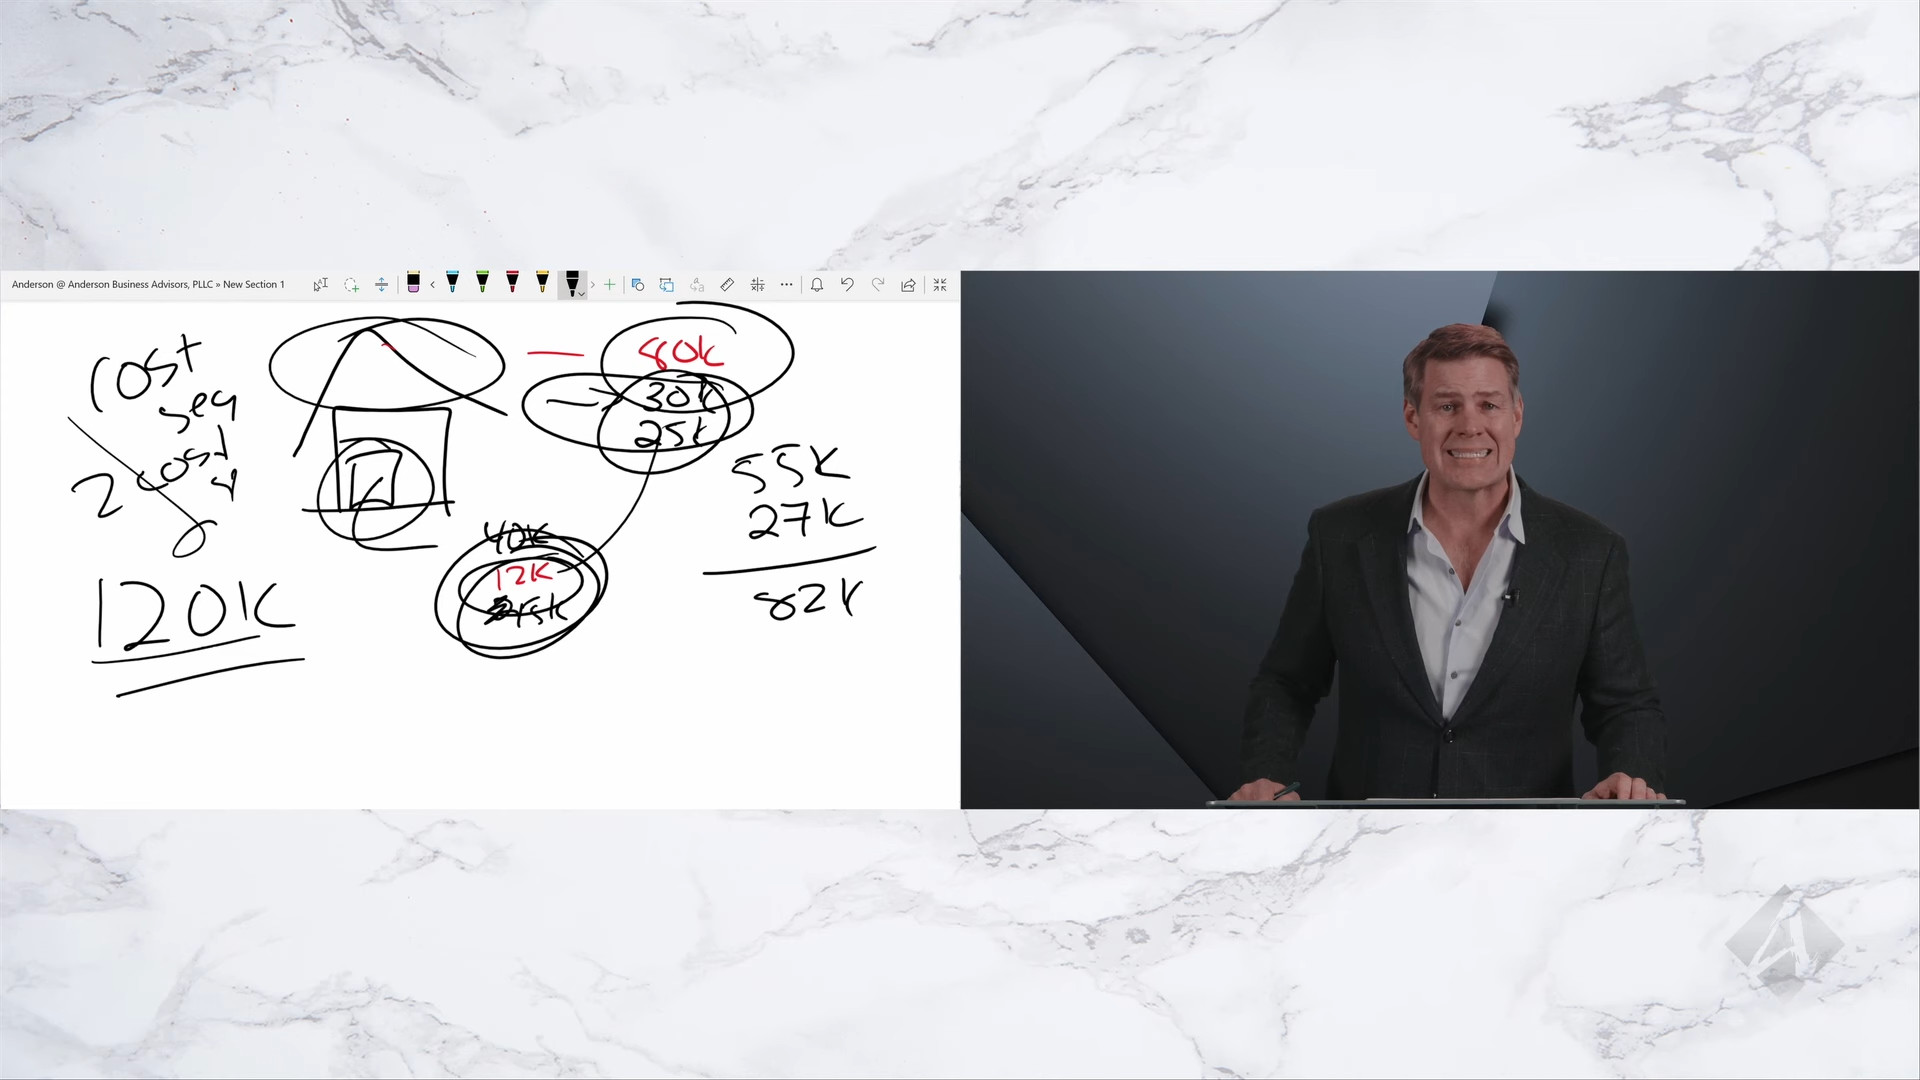 Anderson @ Anderson Business Advisors, PLLC » New Section 1
cost
seg
2 cost
120K
80K
30K
25K
40K
12K
55K
27K
82K